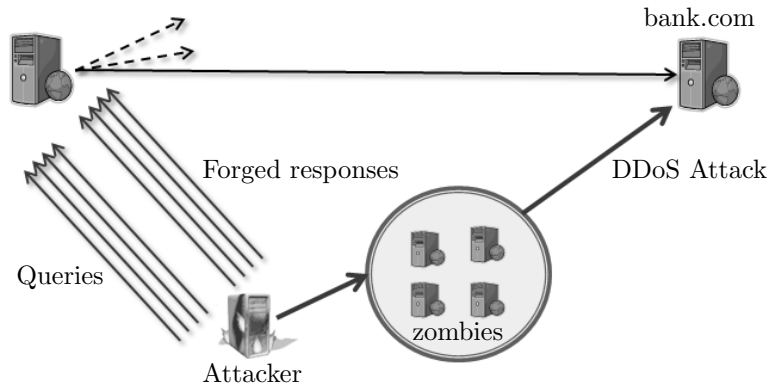 bank.com
Forged responses
DDoS Attack
Queries
zombies
Attacker